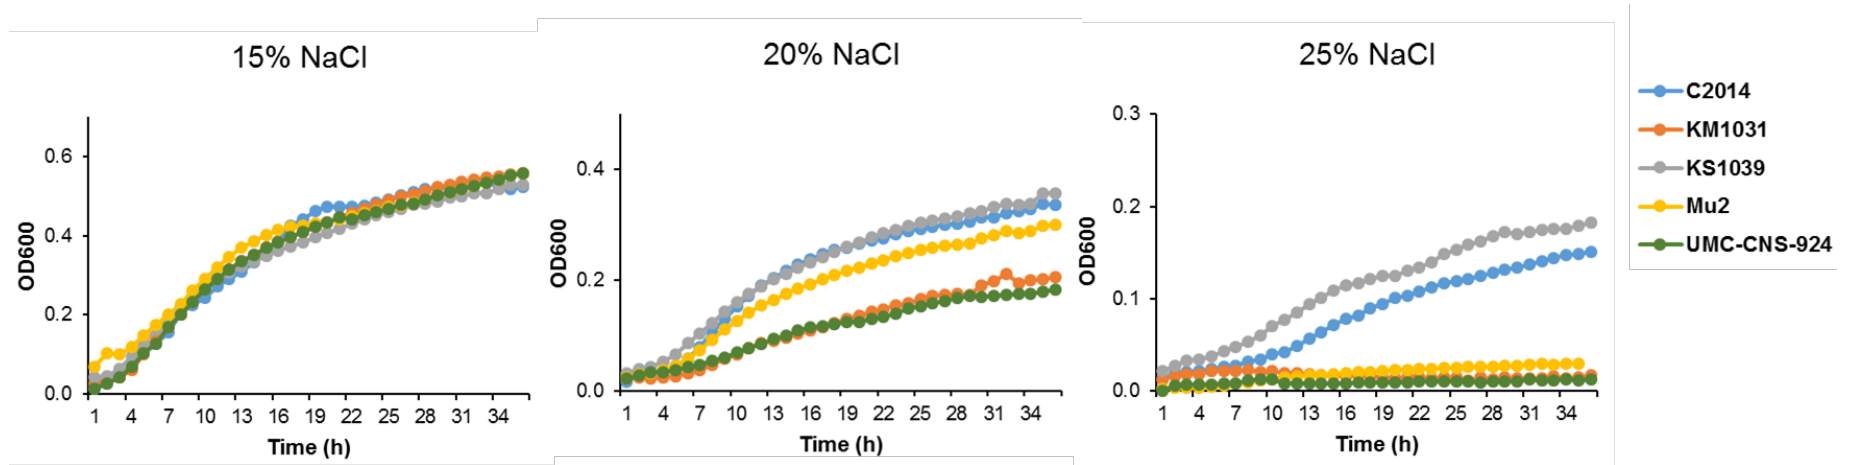 15% NaCl
0.6
0.4
0.2
0.0
OD600
1 4 7 10 13 16 19 22 25 28 31 34
Time (h)
20% NaCl
0.4
0.2
0.0
OD600
1 4 7 10 13 16 19 22 25 28 31 34
Time (h)
25% NaCl
0.3
0.2
0.1
0.0
OD600
1 4 7 10 13 16 19 22 25 28 31 34
Time (h)
C2014
KM1031
KS1039
Mu2
UMC-CNS-924